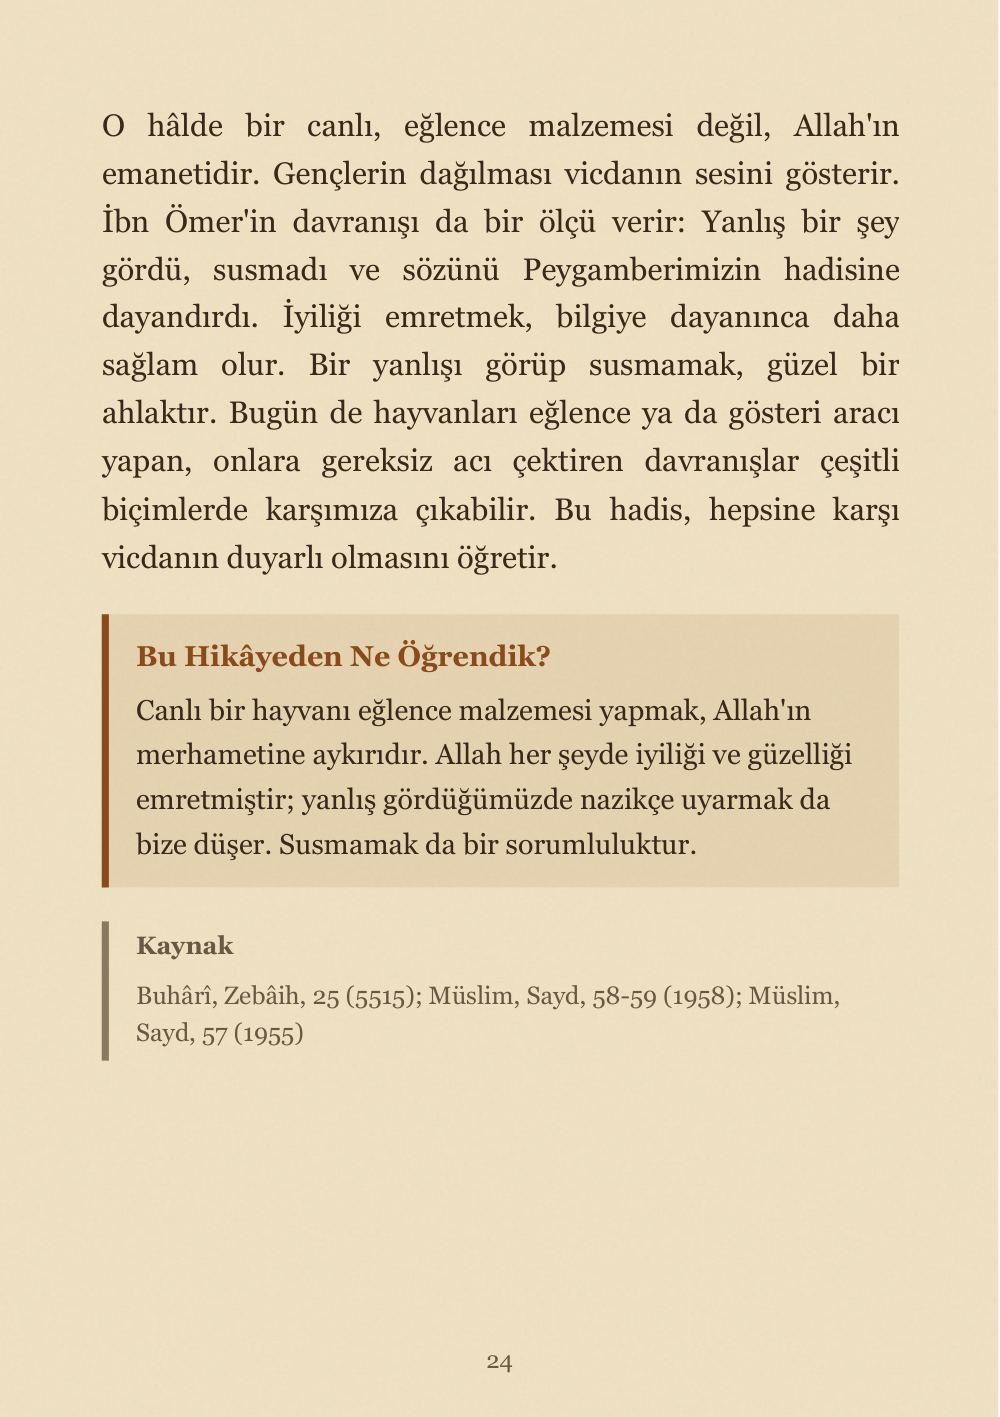 O hâlde bir canlı, eğlence malzemesi değil, Allah'ın
emanetidir. Gençlerin dağılması vicdanın sesini gösterir.
İbn Ömer'in davranışı da bir ölçü verir: Yanlış bir şey
gördü, susmadı ve sözünü Peygamberimizin hadisine
dayandırdı. İyiliği emretmek, bilgiye dayanınca daha
sağlam olur. Bir yanlışı görüp susmamak, güzel bir
ahlaktır. Bugün de hayvanları eğlence ya da gösteri aracı
yapan, onlara gereksiz acı çektiren davranışlar çeşitli
biçimlerde karşımıza çıkabilir. Bu hadis, hepsine karşı
vicdanın duyarlı olmasını öğretir.
Bu Hikâyeden Ne Öğrendik?
Canlı bir hayvanı eğlence malzemesi yapmak, Allah'ın
merhametine aykırıdır. Allah her şeyde iyiliği ve güzelliği
emretmiştir; yanlış gördüğümüzde nazikçe uyarmak da
bize düşer. Susmamak da bir sorumluluktur.
Kaynak
Buhârî, Zebâih, 25 (5515); Müslim, Sayd, 58-59 (1958); Müslim,
Sayd, 57 (1955)
24